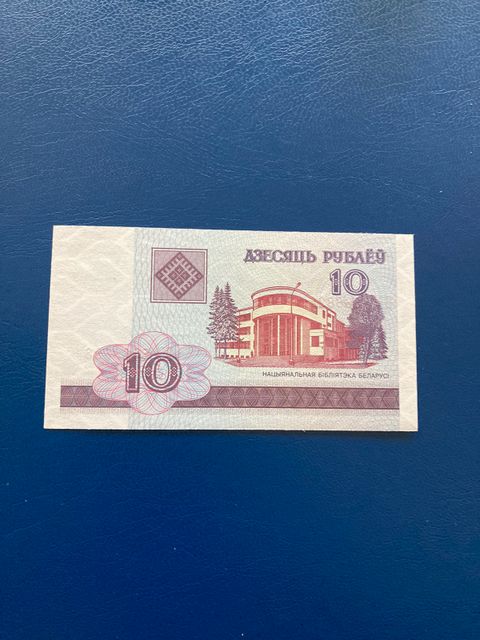 ДЗЕСЯЦЬ РУБЛЁЎ
10
НАЦЫЯНАЛЬНАЯ БІБЛІЯТЭКА БЕЛАРУСІ
10